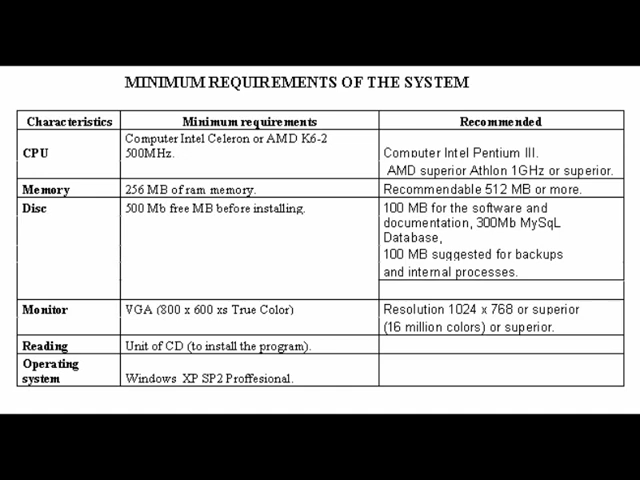 MINIMUM REQUIREMENTS OF THE SYSTEM
Characteristics Minimum requirements Recommended
CPU Computer Intel Celeron or AMD K6-2
500MHz. Computer Intel Pentium III.
AMD superior Athlon 1GHz or superior.
Memory 256 MB of ram memory. Recommendable 512 MB or more.
Disc 500 Mb free MB before installing. 100 MB for the software and
documentation, 300Mb MySqL
Database,
100 MB suggested for backups
and internal processes.
Monitor VGA (800 x 600 xs True Color) Resolution 1024 x 768 or superior
(16 million colors) or superior.
Reading Unit of CD (to install the program).
Operating
system Windows XP SP2 Proffesional.